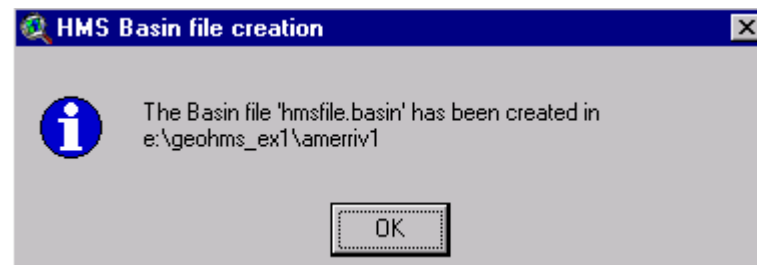 HMS Basin file creation
The Basin file 'hmsfile.basin' has been created in
e:\geohms_ex1\amerriv1
OK